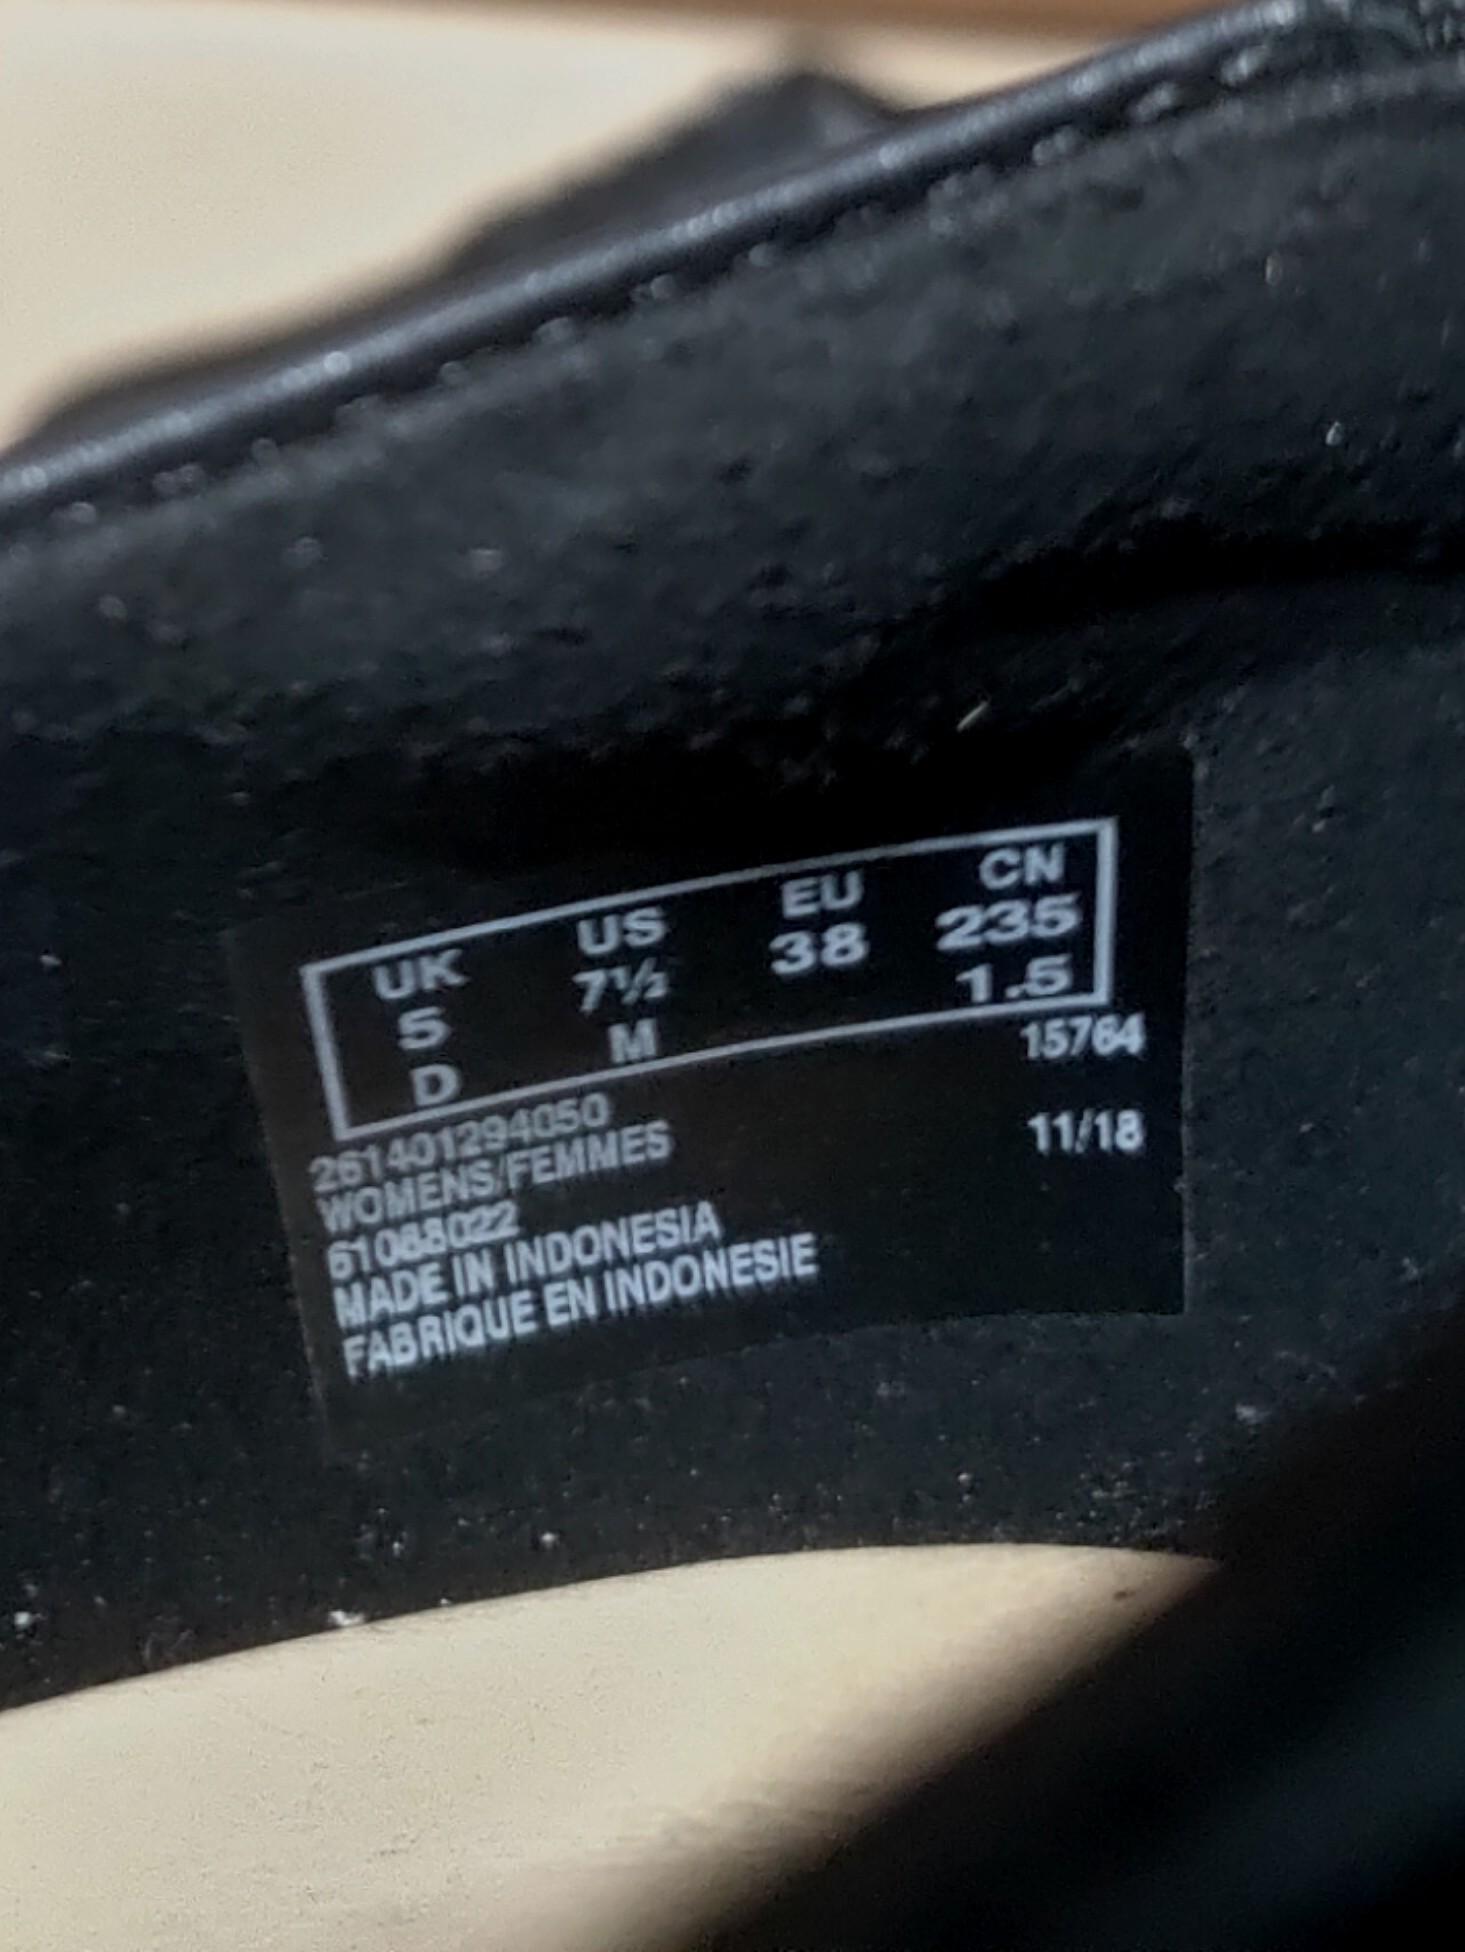 UK US EU CN
5 7½ 38 235
D M 1.5
261401294050 15764
WOMENS/FEMMES 11/18
61088022
MADE IN INDONESIA
FABRIQUE EN INDONESIE